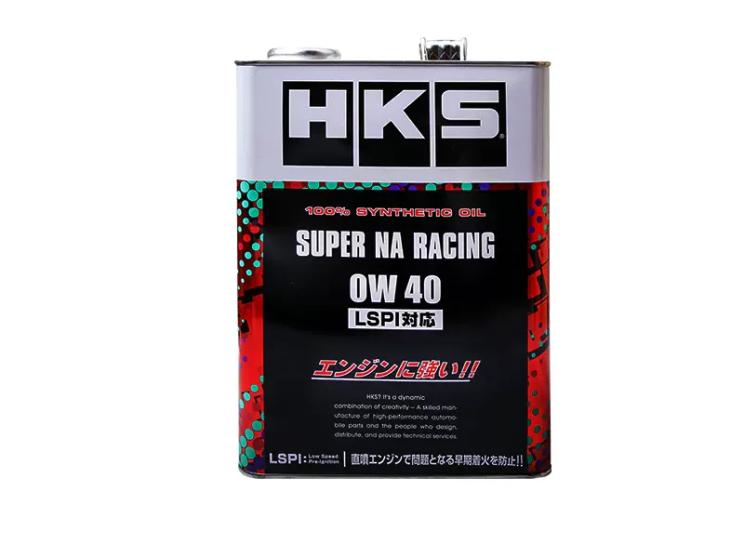 HKS®
100% SYNTHETIC OIL
SUPER NA RACING
0W 40
LSPI対応
エンジンに強い!!
HKS? It's a dynamic
combination of creativity – A skilled man-
ufacture of high-performance automo-
bile parts and the people who design,
distribute, and provide technical services.
LSPI: Low Speed Pre-Ignition | 直噴エンジンで問題となる早期着火を防止!!